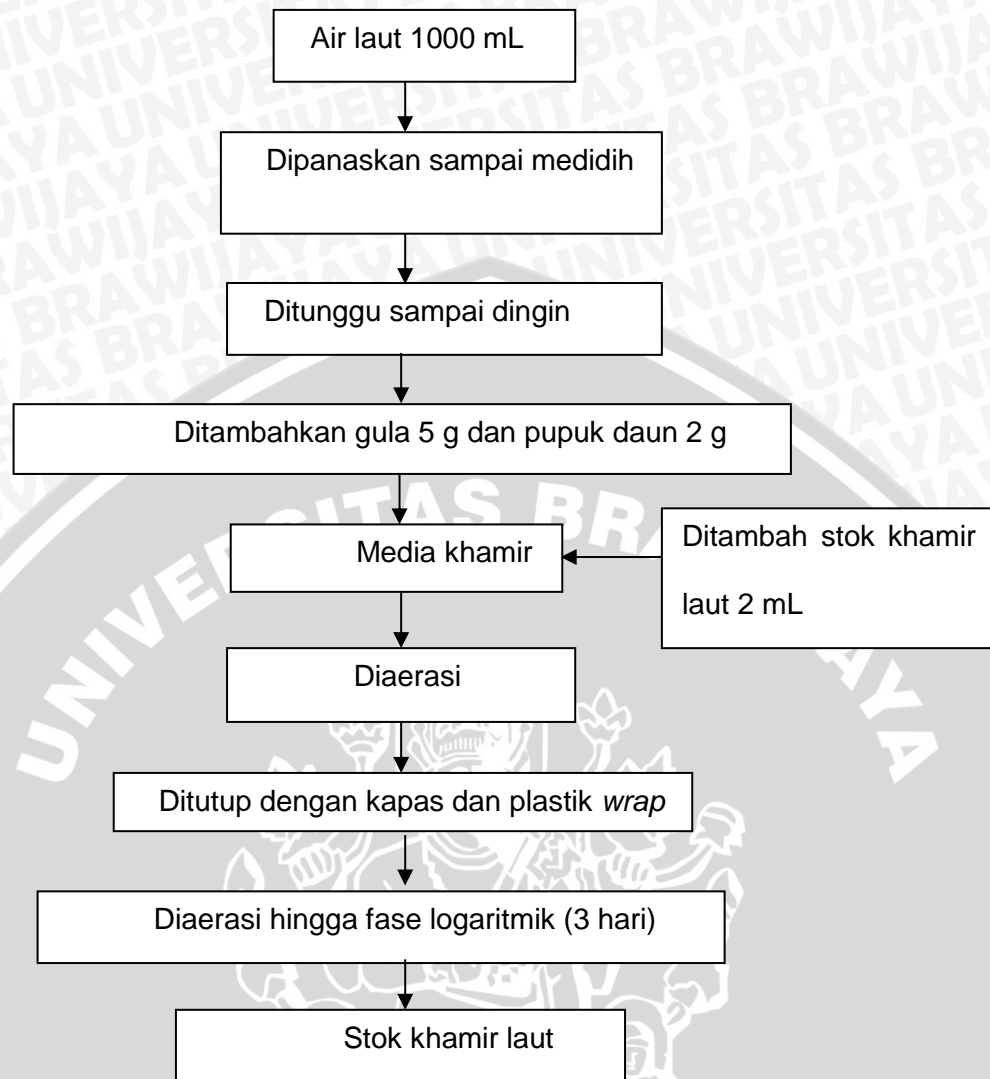 Air laut 1000 mL
Dipanaskan sampai medidih
Ditunggu sampai dingin
Ditambahkan gula 5 g dan pupuk daun 2 g
Media khamir
Ditambah stok khamir
laut 2 mL
Diaerasi
Ditutup dengan kapas dan plastik wrap
Diaerasi hingga fase logaritmik (3 hari)
Stok khamir laut
UNIVERSITAS BRAWIJAYA